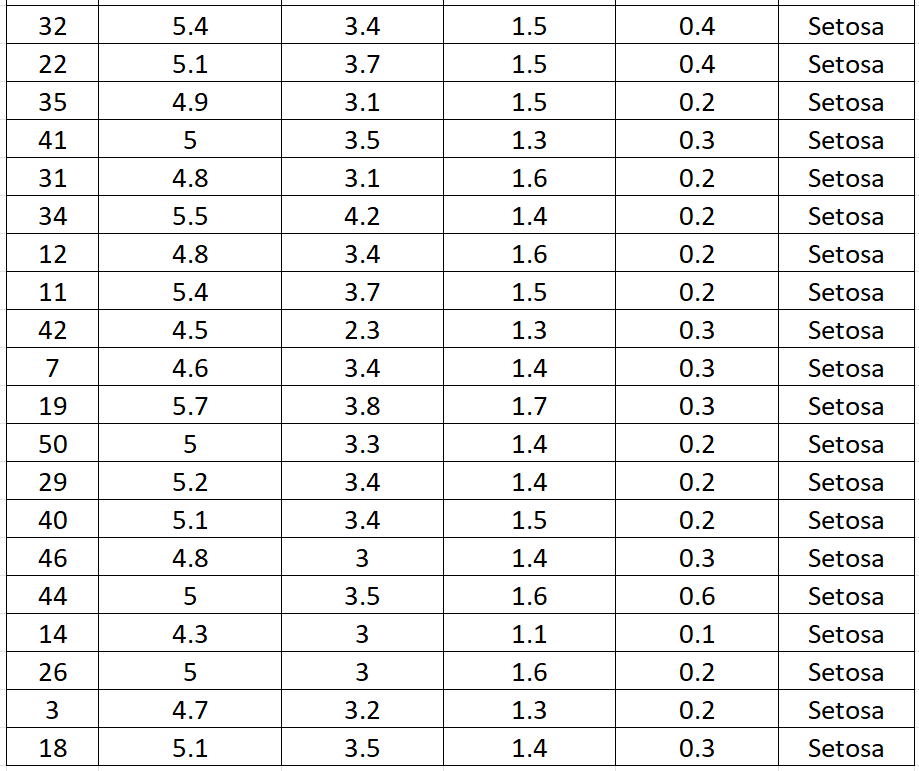 32 5.4 3.4 1.5 0.4 Setosa
22 5.1 3.7 1.5 0.4 Setosa
35 4.9 3.1 1.5 0.2 Setosa
41 5 3.5 1.3 0.3 Setosa
31 4.8 3.1 1.6 0.2 Setosa
34 5.5 4.2 1.4 0.2 Setosa
12 4.8 3.4 1.6 0.2 Setosa
11 5.4 3.7 1.5 0.2 Setosa
42 4.5 2.3 1.3 0.3 Setosa
7 4.6 3.4 1.4 0.3 Setosa
19 5.7 3.8 1.7 0.3 Setosa
50 5 3.3 1.4 0.2 Setosa
29 5.2 3.4 1.4 0.2 Setosa
40 5.1 3.4 1.5 0.2 Setosa
46 4.8 3 1.4 0.3 Setosa
44 5 3.5 1.6 0.6 Setosa
14 4.3 3 1.1 0.1 Setosa
26 5 3 1.6 0.2 Setosa
3 4.7 3.2 1.3 0.2 Setosa
18 5.1 3.5 1.4 0.3 Setosa